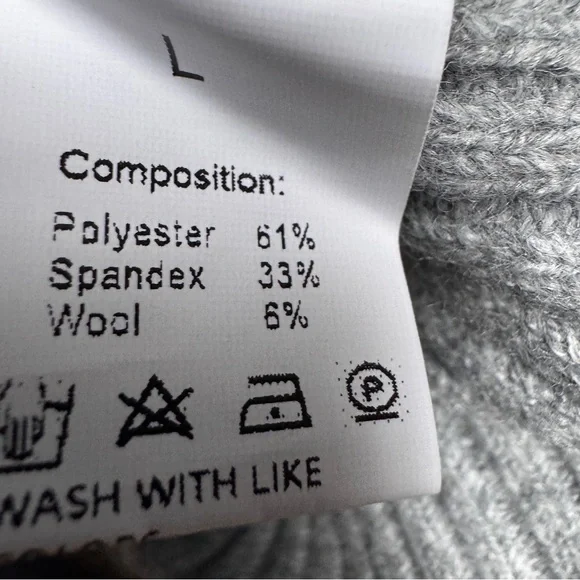 L
Composition:
Polyester 61%
Spandex 33%
Wool 6%
P
WASH WITH LIKE